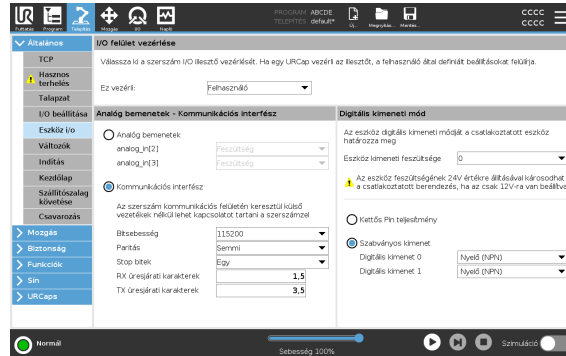 PROGRAM ABCDE
TELEPÍTÉS default*
Futtatás Program Telepítés Mozgás I/O Napló Új... Megnyitás... Mentés...
CCCC
CCCC
Általános
TCP
Hasznos terhelés
Talapzat
I/O beállítása
Eszköz i/o
Változók
Indítás
Kezdőlap
Szállítószalag követése
Csavarozás
Mozgás
Biztonság
Funkciók
Sín
URCaps
I/O felület vezérlése
Válassza ki a szerszám I/O illesztő vezérlését. Ha egy URCap vezérli az illesztőt, a felhasználó által definiált beállításokat felülírja.
Ez vezérli: Felhasználó
Analóg bemenetek - Kommunikációs interfész
Analóg bemenetek
analog_in[2] Feszültség
analog_in[3] Feszültség
Kommunikációs interfész
Az szerszám kommunikációs felületén keresztül külső
vezetékek nélkül lehet kapcsolatot tartani a szerszámmal
Bitsebesség 115200
Paritás Semmi
Stop bitek Egy
RX üresjárati karakterek 1,5
TX üresjárati karakterek 3,5
Digitális kimeneti mód
Az eszköz digitális kimeneti módját a csatlakoztatott eszköz
határozza meg
Eszköz kimeneti feszültsége 0
Az eszköz feszültségének 24V értékre állításával károsodhat
a csatlakoztatott berendezés, ha az csak 12V-ra van beállítva
Kettős Pin teljesítmény
Szabványos kimenet
Digitális kimenet 0 Nyelő (NPN)
Digitális kimenet 1 Nyelő (NPN)
Normál
Sebesség 100%
Szimuláció